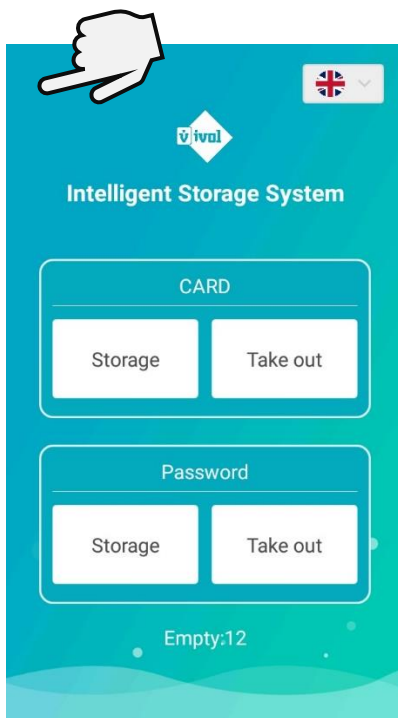 v ivol
Intelligent Storage System
CARD
Storage Take out
Password
Storage Take out
Empty:12